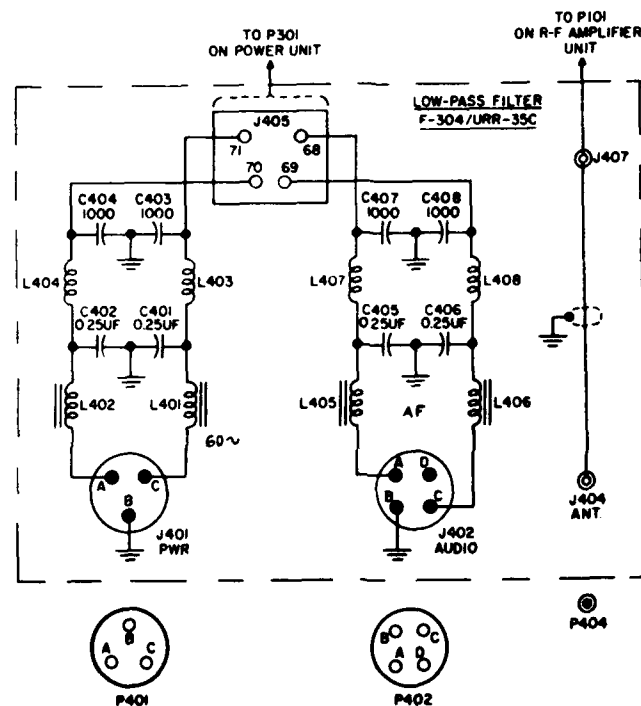 TO P301
ON POWER UNIT
TO P101
ON R-F AMPLIFIER
UNIT
LOW-PASS FILTER
F-304/URR-35C
J405
71
68
70
69
J407
C404
1000
C403
1000
C407
1000
C408
1000
L404
L403
L407
L408
C402
0.25UF
C401
0.25UF
C405
0.25UF
C406
0.25UF
L402
L401
60~
L405
AF
L406
A
C
B
J401
PWR
A
D
B
C
J402
AUDIO
J404
ANT.
B
A
C
P401
B
C
A
D
P402
P404